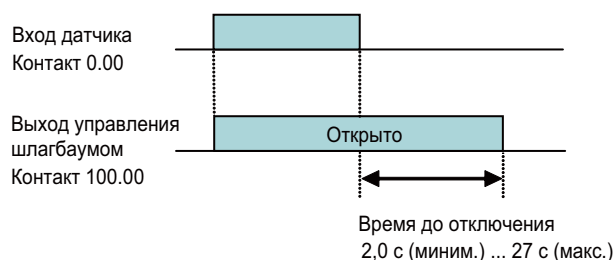 Вход датчика
Контакт 0.00
Выход управления
шлагбаумом
Контакт 100.00
Открыто
Время до отключения
2,0 с (миним.) ... 27 с (макс.)